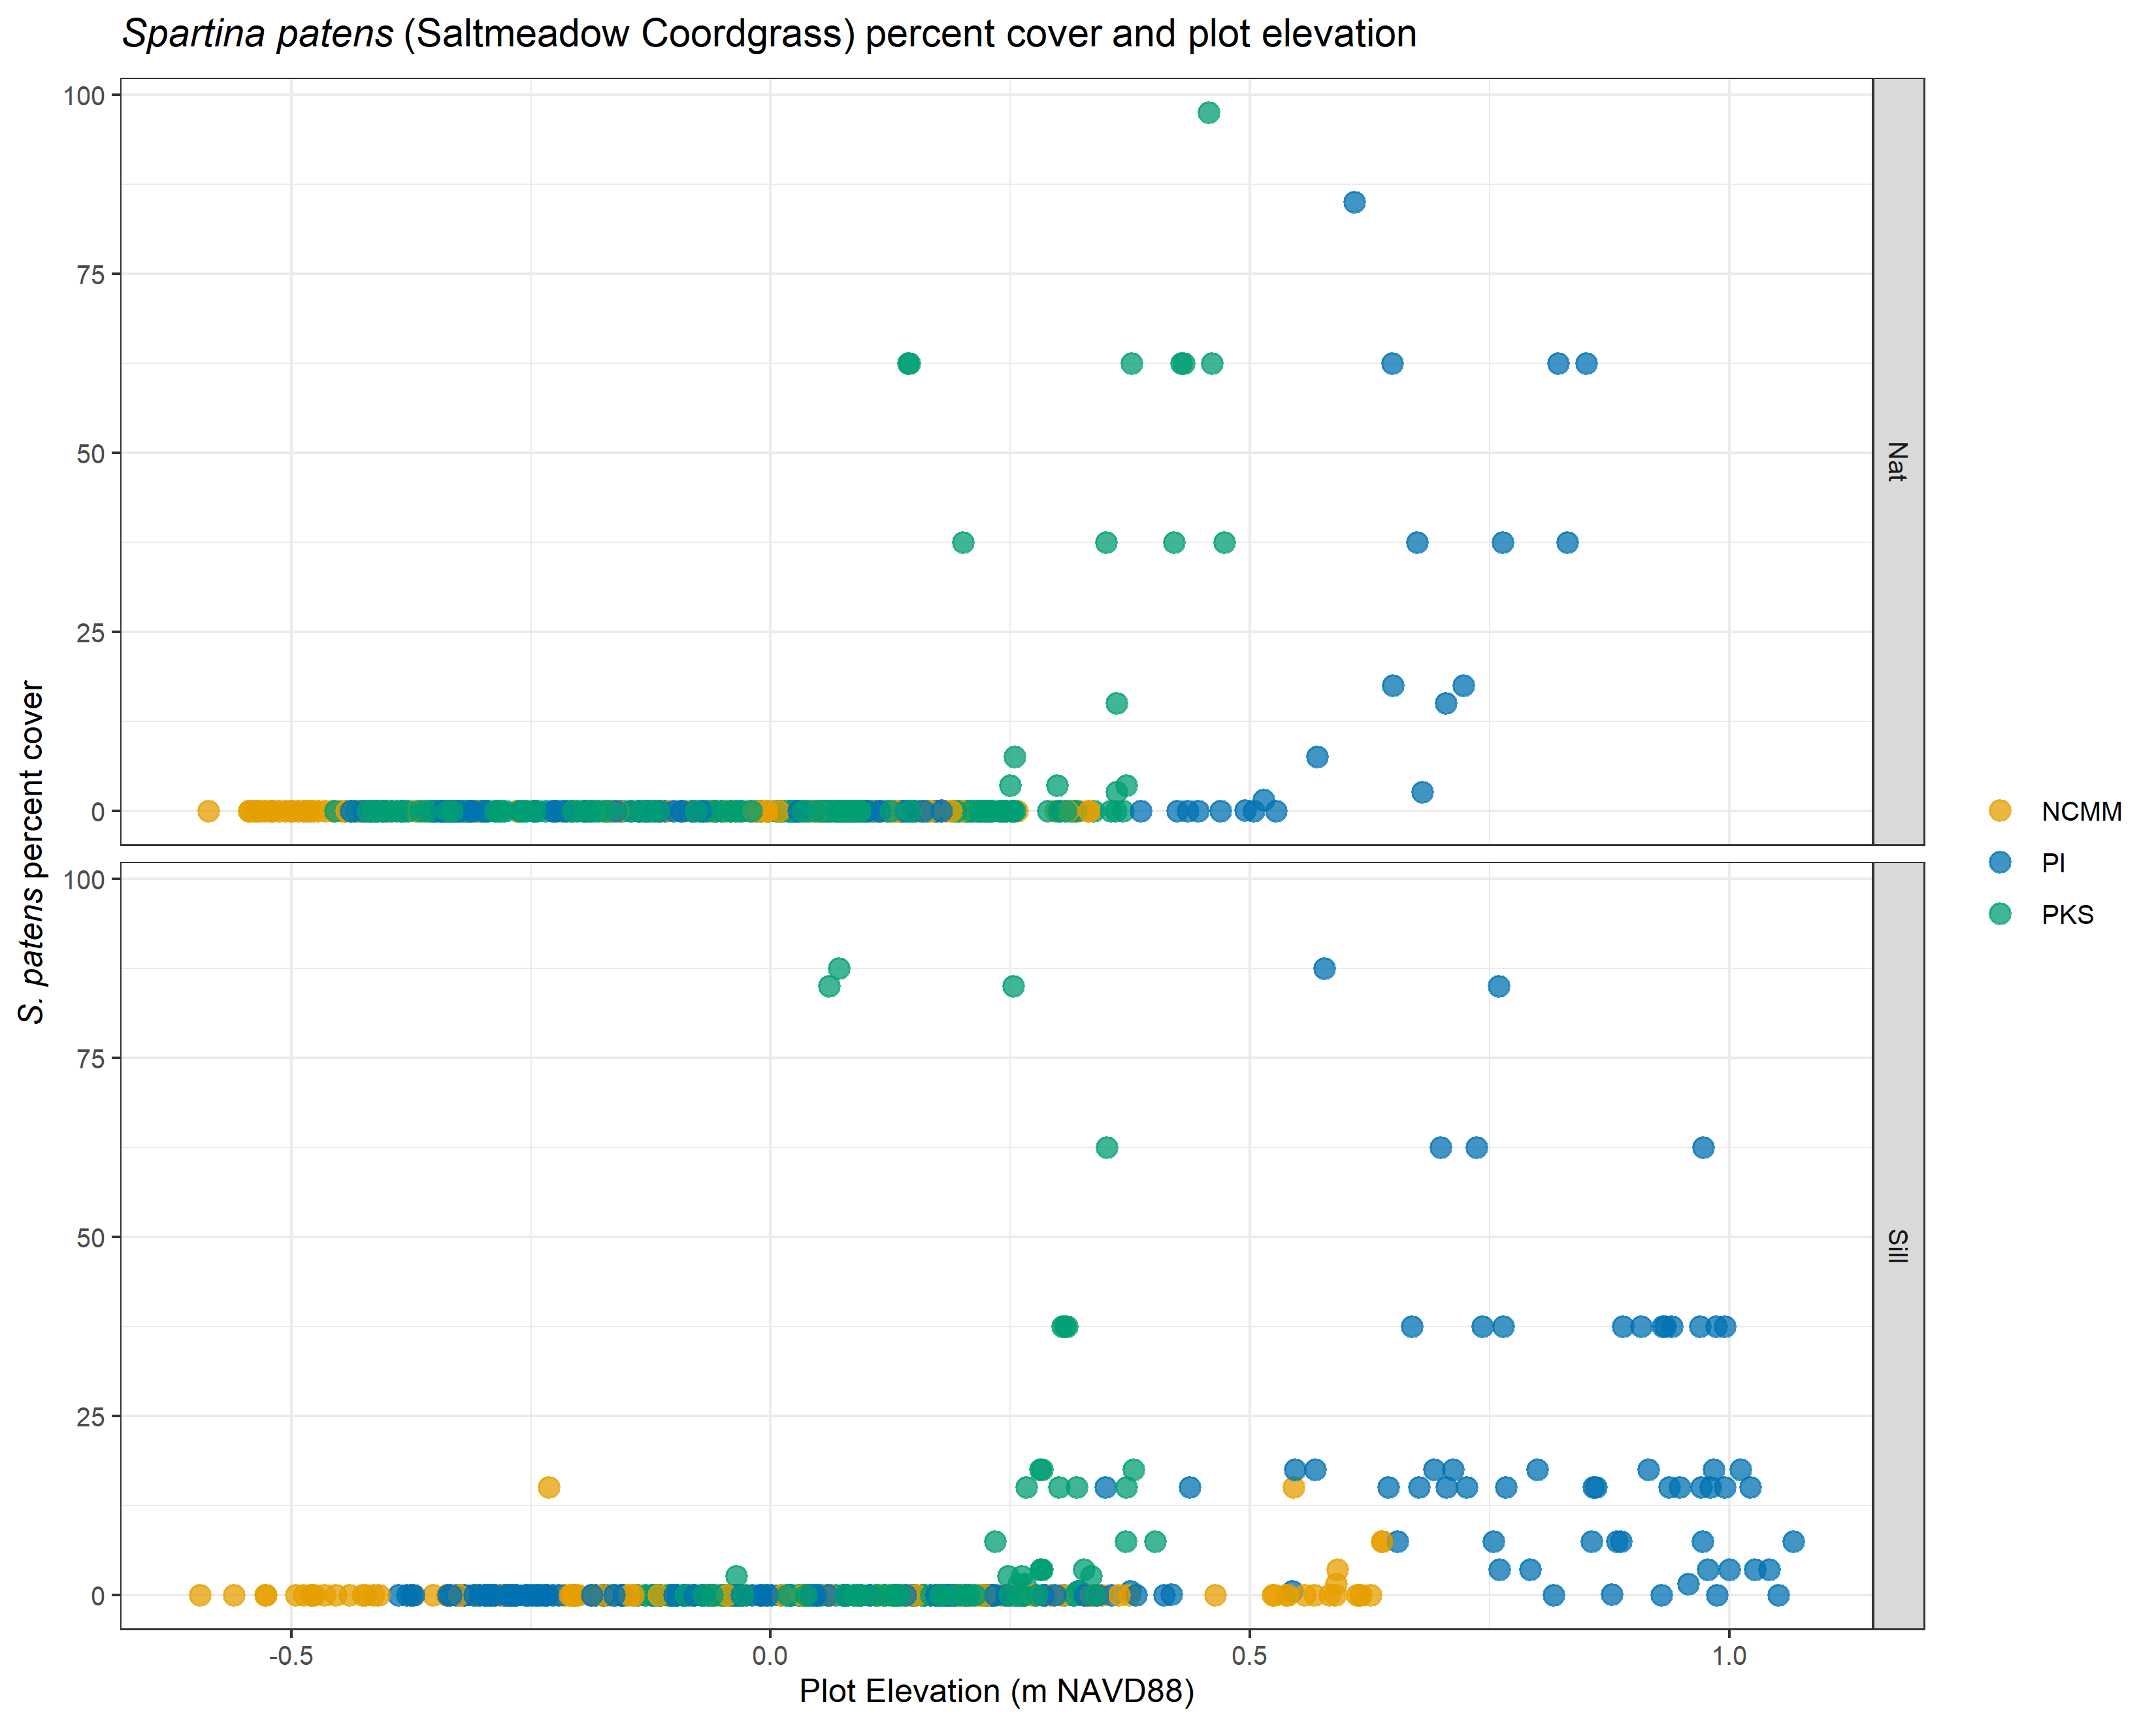 Spartina patens (Saltmeadow Coordgrass) percent cover and plot elevation
S. patens percent cover
100
75
50
25
0
Nat
100
75
50
25
0
Sill
-0.5 0.0 0.5 1.0
Plot Elevation (m NAVD88)
NCMM
PI
PKS